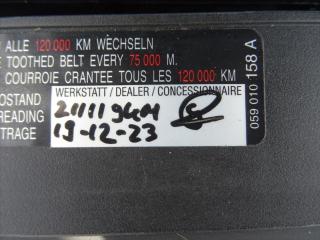 ALLE 120 000 KM WECHSELN
TOOTHED BELT EVERY 75 000 M.
COURROIE CRANTEE TOUS LES 120 000 KM
OSTAND
READING
TRAGE
WERKSTATT / DEALER / CONCESSIONNAIRE
19-12-23
059 010 158 A